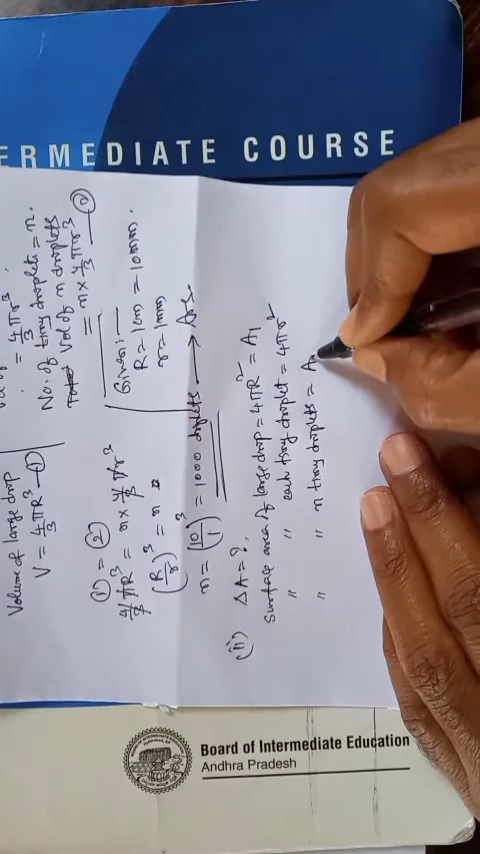 ERMEDIATE COURSE
Volume of large drop
V = 4/3 πR³ — ①
= 4/3 πr³.
No. of tiny droplets = n.
Vol of n droplets
= n × 4/3 πr³ — ②
① = ②
4/3 πR³ = n × 4/3 πr³
(R/r)³ = n
Given:
R = 1cm = 10mm.
r = 1mm
n = (10/1)³ = 1000 droplets → Ans
(ii) ΔA = ?.
Surface area of large drop = 4πR² = A₁
" " each tiny droplet = 4πr²
" " n tiny droplets = A
Board of Intermediate Education
Andhra Pradesh